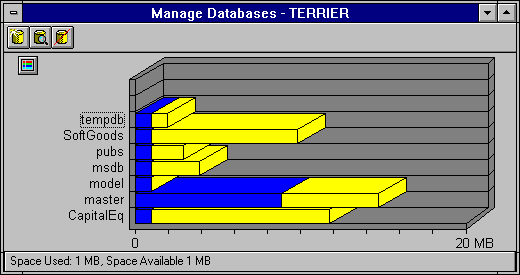 Manage Databases - TERRIER
tempdb
SoftGoods
pubs
msdb
model
master
CapitalEq
0 20 MB
Space Used: 1 MB, Space Available 1 MB